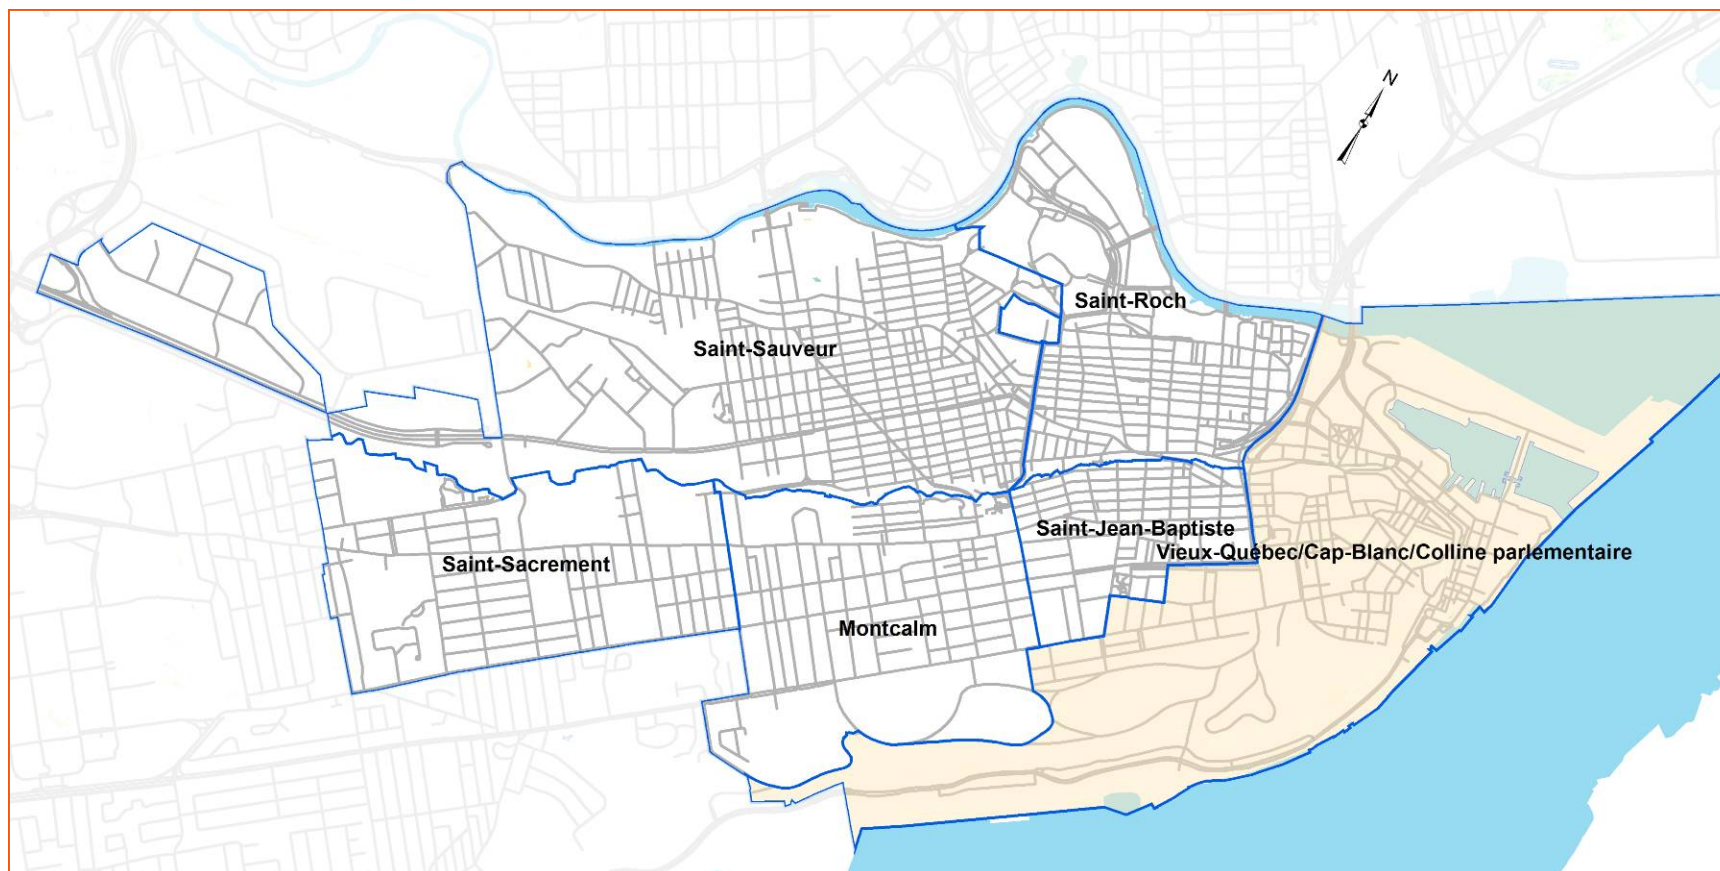 N
Saint-Roch
Saint-Sauveur
Saint-Jean-Baptiste
Vieux-Québec/Cap-Blanc/Colline parlementaire
Saint-Sacrement
Montcalm